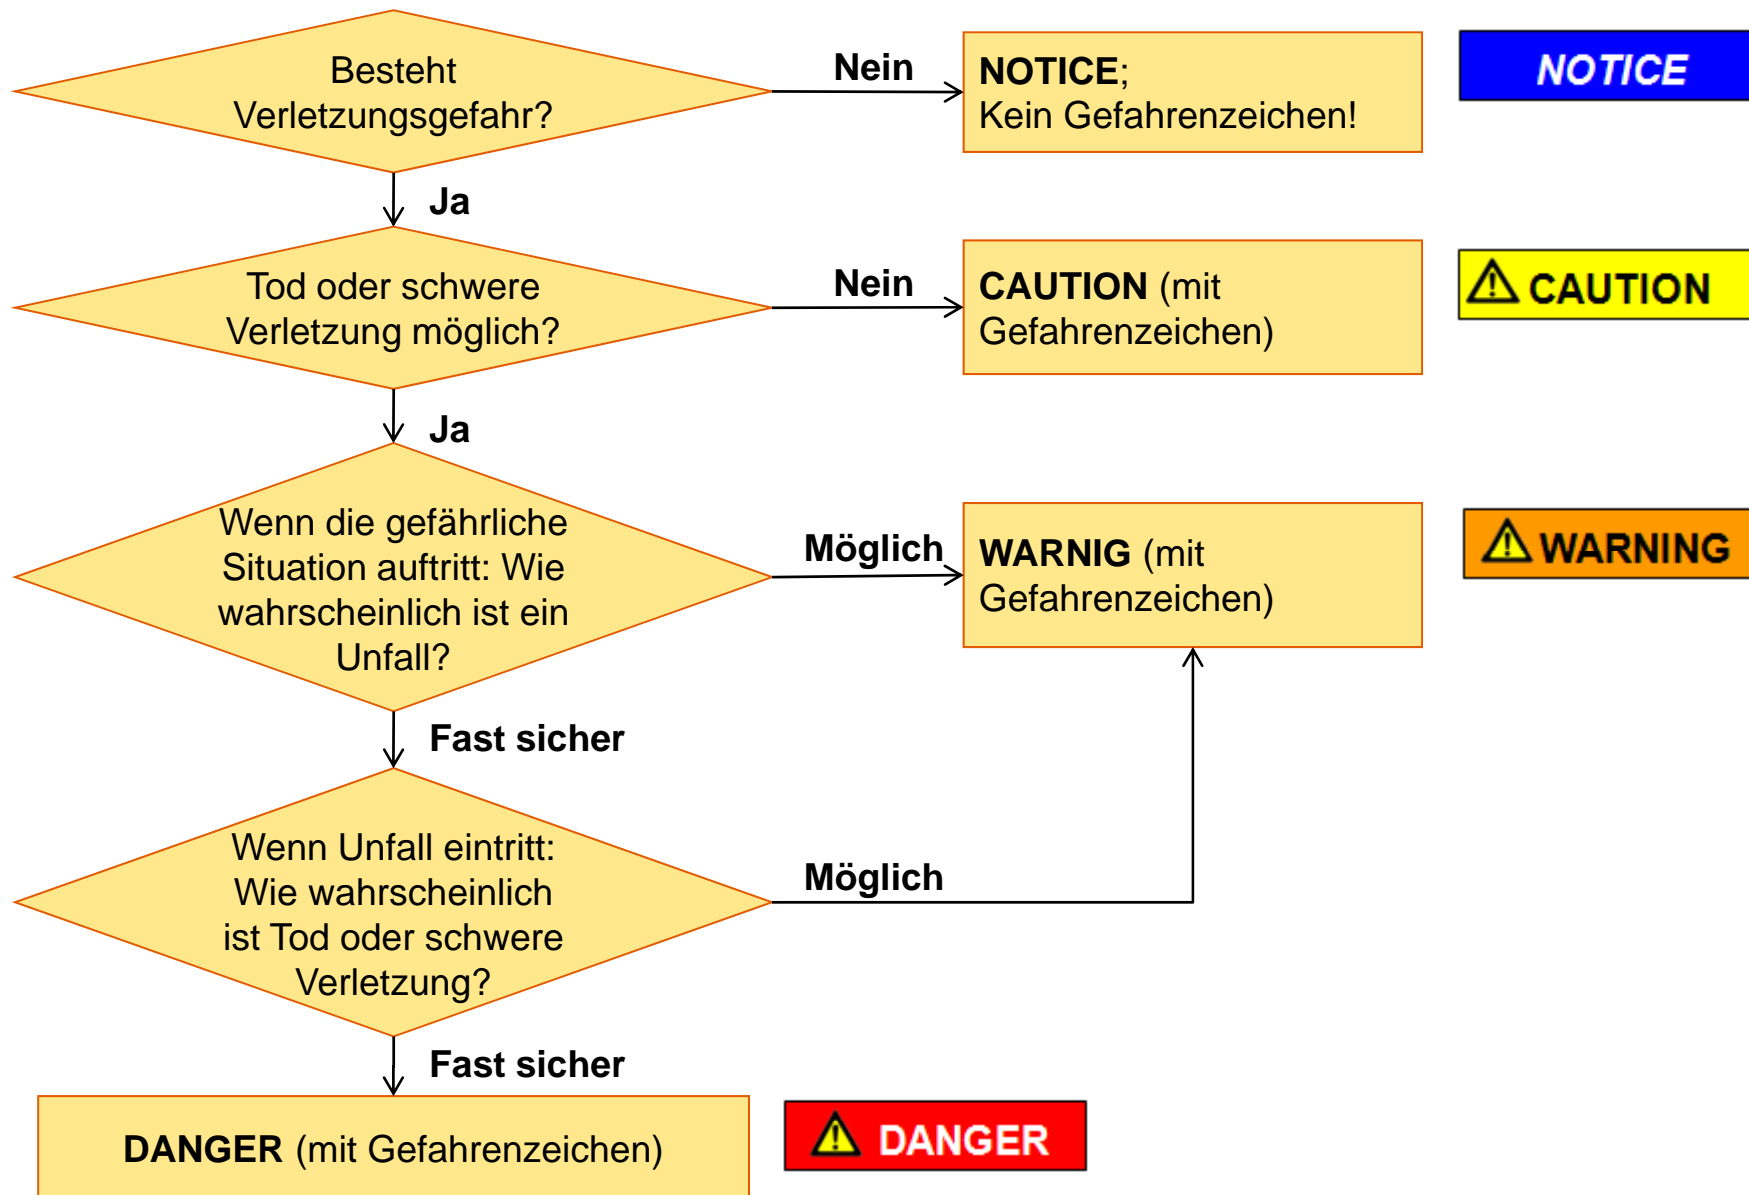 Besteht
Verletzungsgefahr?
Nein
NOTICE;
Kein Gefahrenzeichen!
NOTICE
Ja
Tod oder schwere
Verletzung möglich?
Nein
CAUTION (mit
Gefahrenzeichen)
CAUTION
Ja
Wenn die gefährliche
Situation auftritt: Wie
wahrscheinlich ist ein
Unfall?
Möglich
WARNIG (mit
Gefahrenzeichen)
WARNING
Fast sicher
Wenn Unfall eintritt:
Wie wahrscheinlich
ist Tod oder schwere
Verletzung?
Möglich
Fast sicher
DANGER (mit Gefahrenzeichen)
DANGER